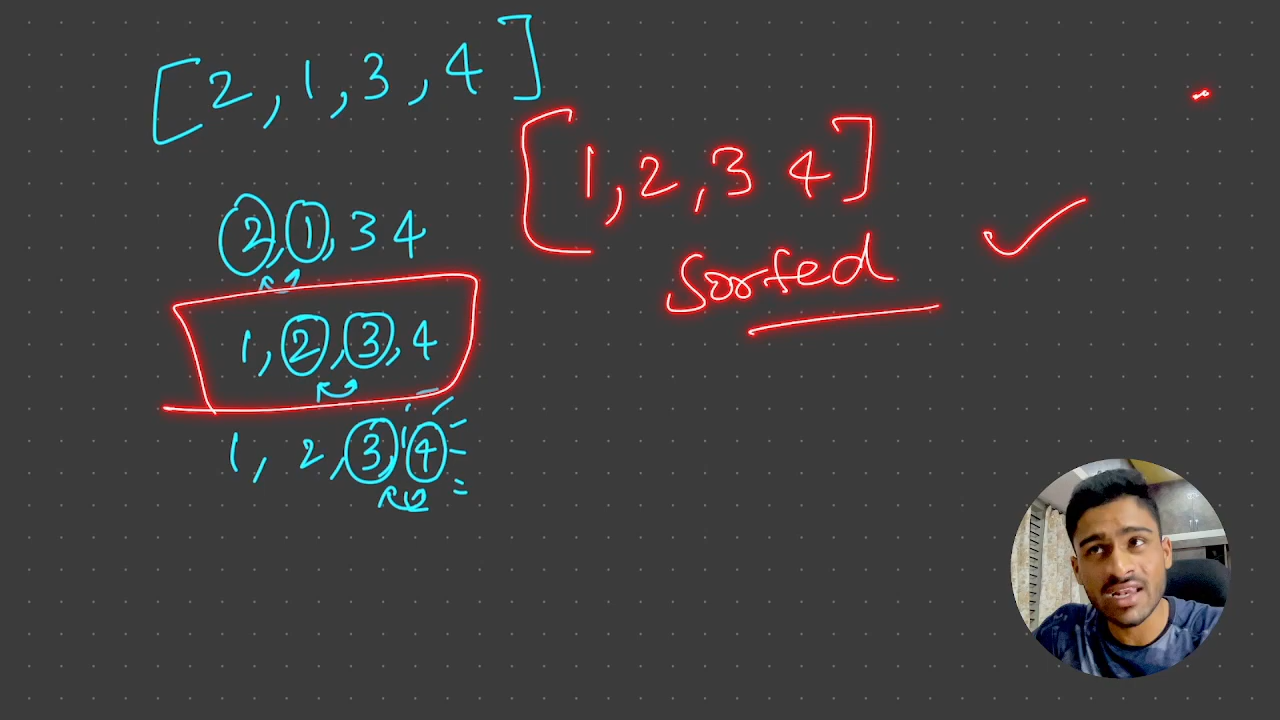 [2, 1, 3, 4]
[1, 2, 3 4]
sorted
2, 1, 3 4
1, 2, 3, 4
1, 2, 3, 4